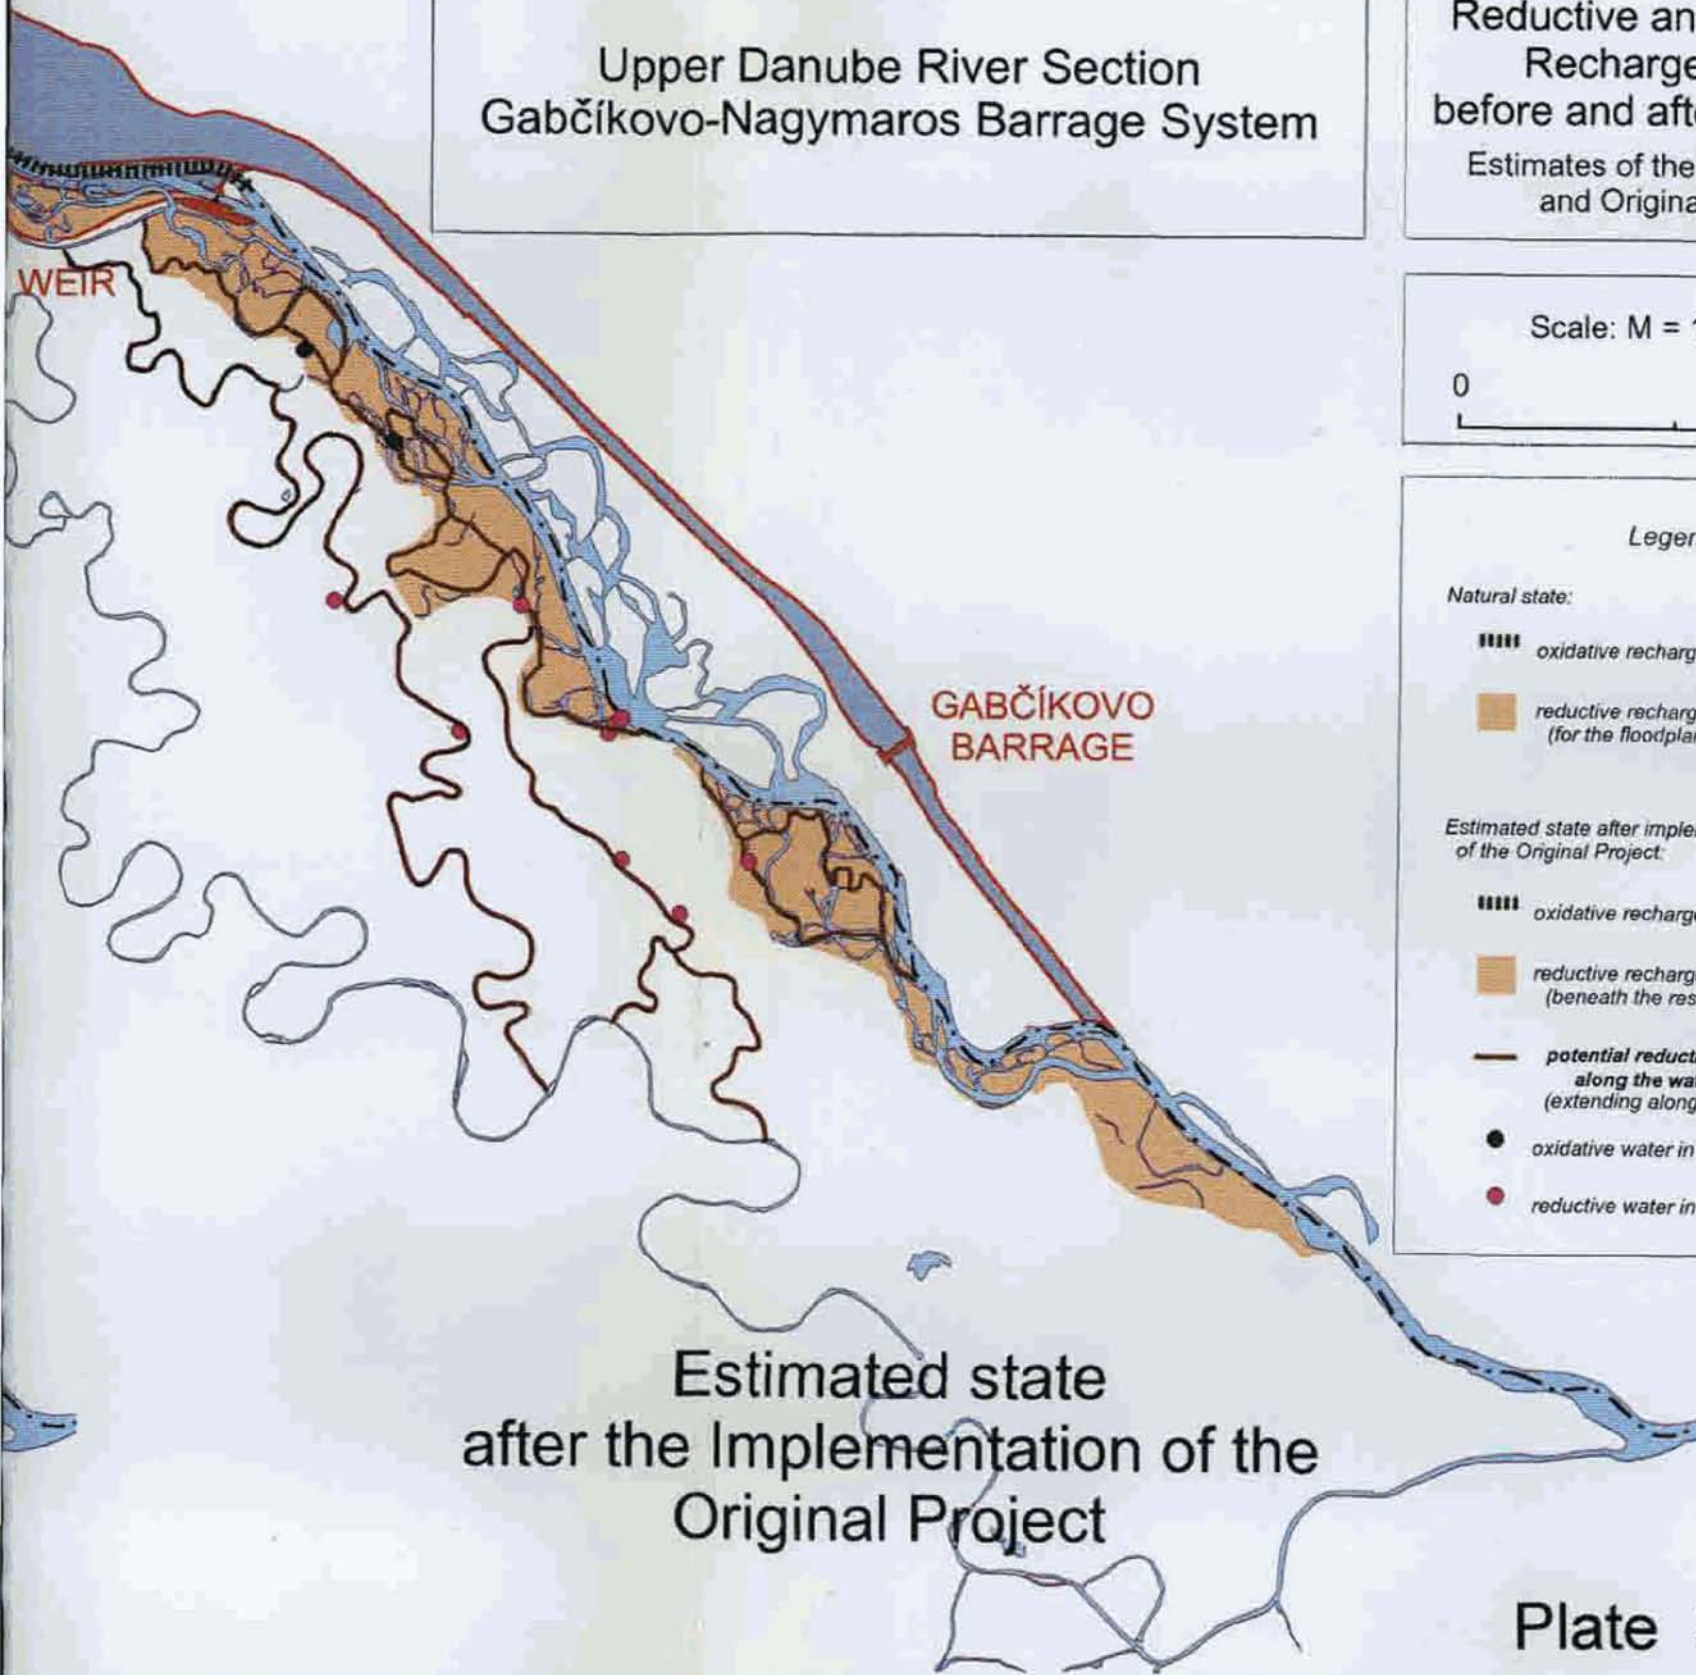 Upper Danube River Section
Gabčíkovo-Nagymaros Barrage System
Reductive an
Recharge
before and aft
Estimates of the
and Origina
WEIR
Scale: M =
0
GABČÍKOVO
BARRAGE
Legen
Natural state:
oxidative recharg
reductive recharg
(for the floodplai
Estimated state after imple
of the Original Project:
oxidative recharge
reductive recharg
(beneath the res
potential reducti
along the wa
(extending along
oxidative water in
reductive water in
Estimated state
after the Implementation of the
Original Project
Plate